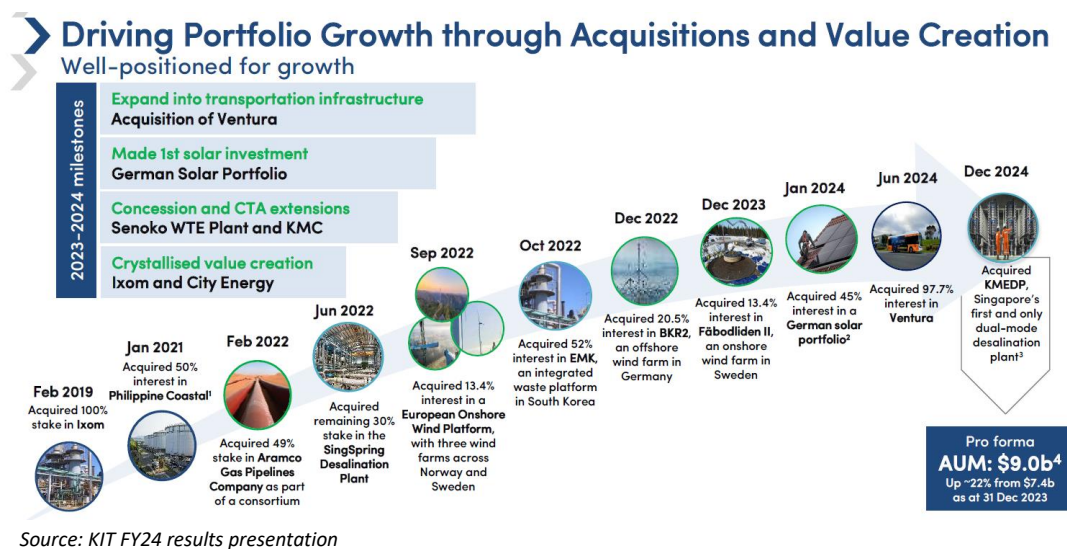 Driving Portfolio Growth through Acquisitions and Value Creation
Well-positioned for growth
2023-2024 milestones
Expand into transportation infrastructure
Acquisition of Ventura
Made 1st solar investment
German Solar Portfolio
Concession and CTA extensions
Senoko WTE Plant and KMC
Crystallised value creation
Ixom and City Energy
Feb 2019
Acquired 100%
stake in Ixom
Jan 2021
Acquired 50%
interest in
Philippine Coastal¹
Feb 2022
Acquired 49%
stake in Aramco
Gas Pipelines
Company as part
of a consortium
Jun 2022
Acquired
remaining 30%
stake in the
SingSpring
Desalination
Plant
Sep 2022
Acquired 13.4%
interest in a
European Onshore
Wind Platform,
with three wind
farms across
Norway and
Sweden
Oct 2022
Acquired 52%
interest in EMK,
an integrated
waste platform
in South Korea
Dec 2022
Acquired 20.5%
interest in BKR2,
an offshore
wind farm in
Germany
Dec 2023
Acquired 13.4%
interest in
Fäbodliden II,
an onshore
wind farm in
Sweden
Jan 2024
Acquired 45%
interest in a
German solar
portfolio²
Jun 2024
Acquired 97.7%
interest in
Ventura
Dec 2024
Acquired
KMEDP,
Singapore's
first and only
dual-mode
desalination
plant³
Pro forma
AUM: $9.0b⁴
Up ~22% from $7.4b
as at 31 Dec 2023
Source: KIT FY24 results presentation